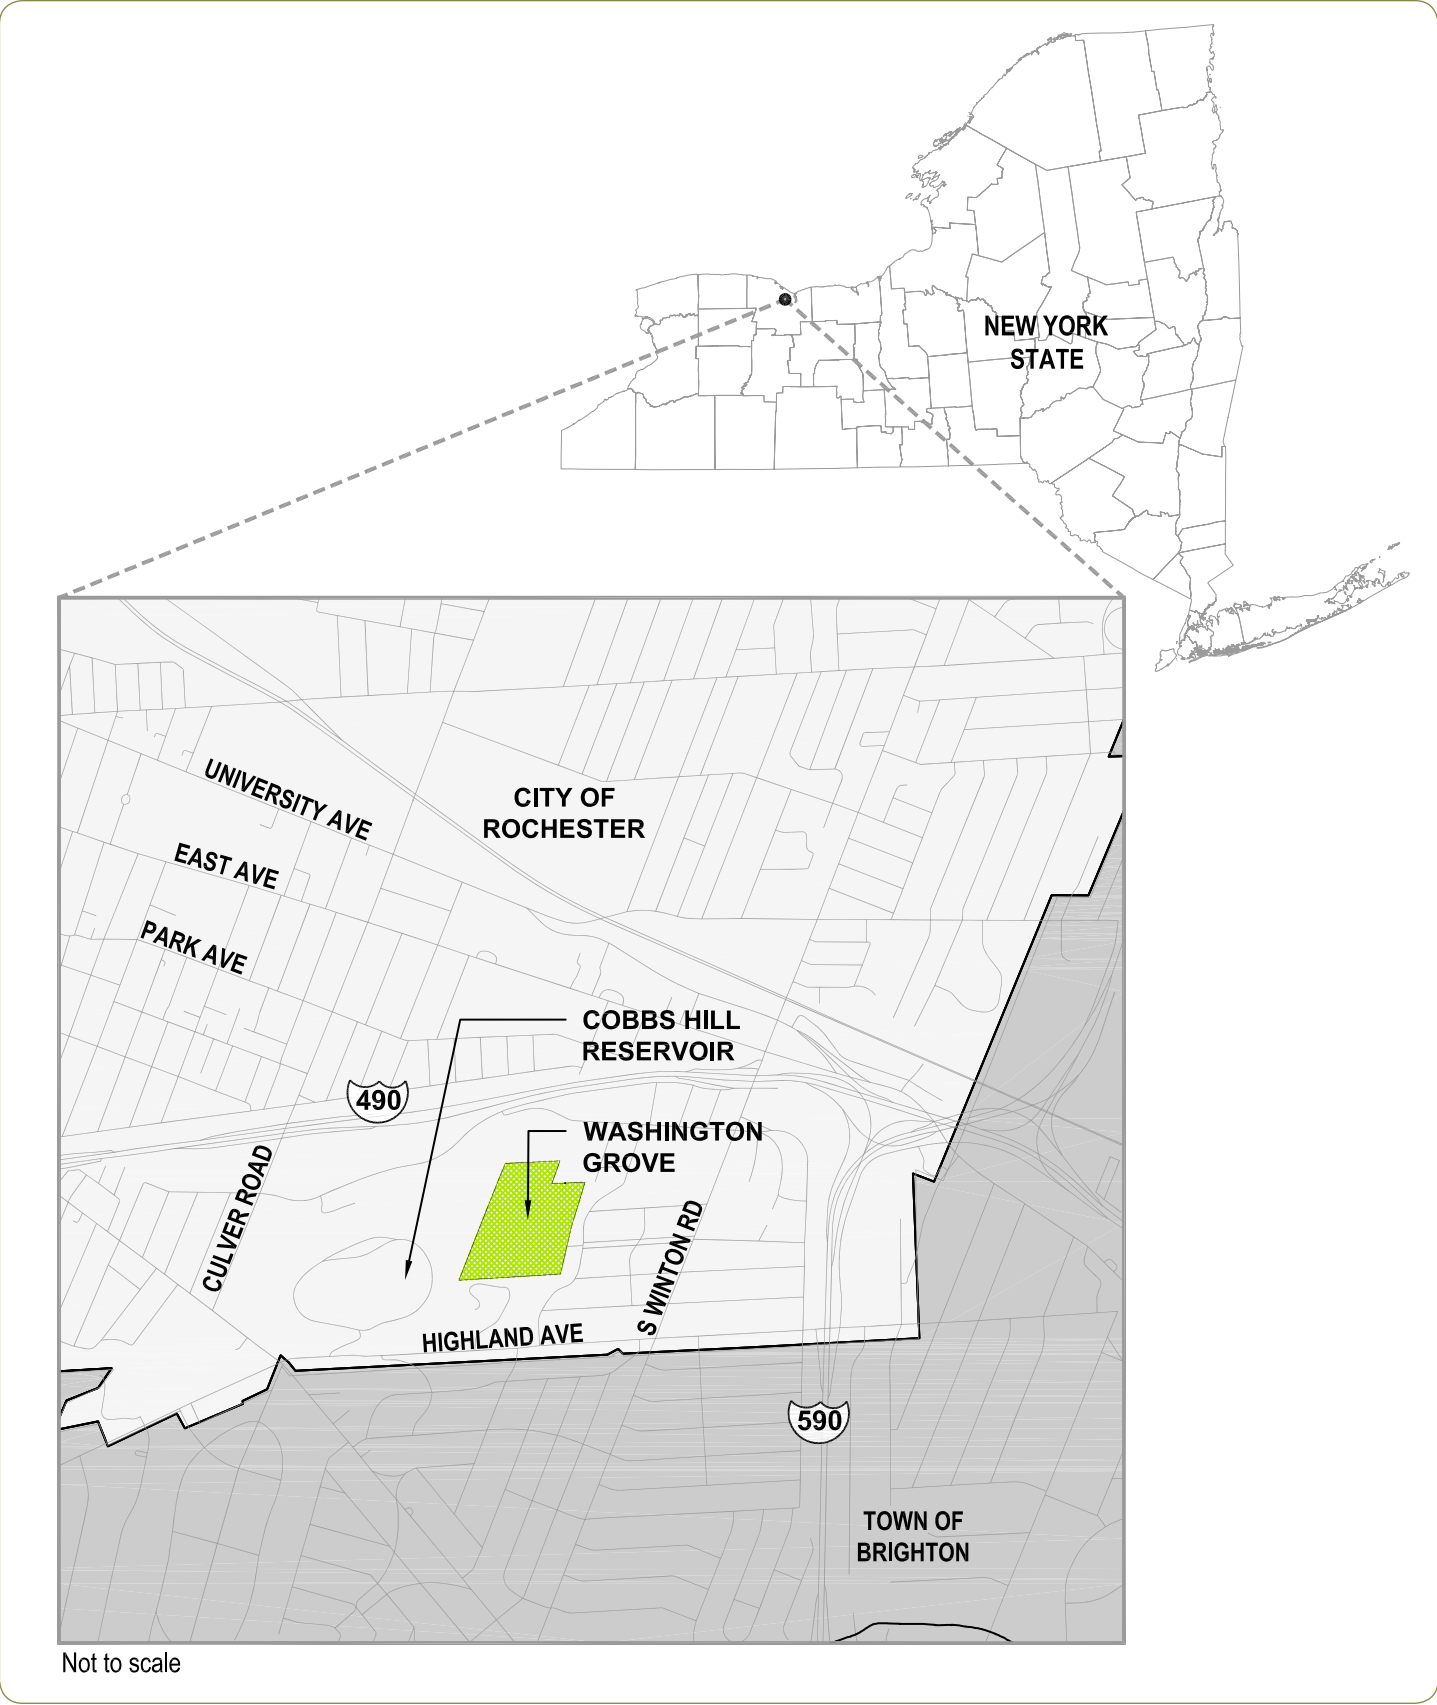 NEW YORK
STATE
UNIVERSITY AVE
CITY OF
ROCHESTER
EAST AVE
PARK AVE
COBBS HILL
RESERVOIR
490
WASHINGTON
GROVE
CULVER ROAD
S WINTON RD
HIGHLAND AVE
590
TOWN OF
BRIGHTON
Not to scale